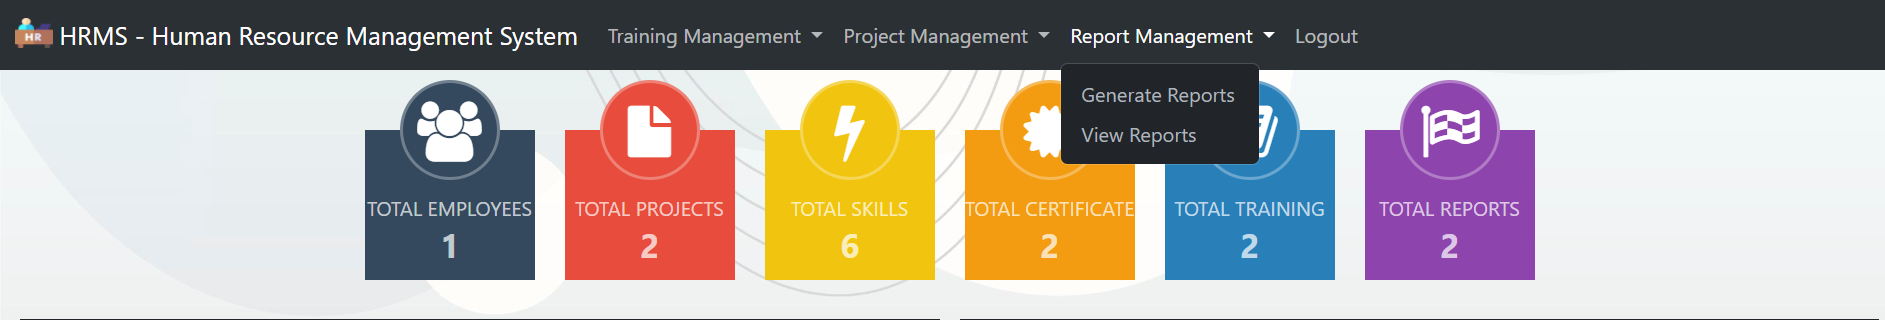 HR HRMS - Human Resource Management System Training Management Project Management Report Management Logout
Generate Reports
View Reports
TOTAL EMPLOYEES TOTAL PROJECTS TOTAL SKILLS TOTAL CERTIFICATE TOTAL TRAINING TOTAL REPORTS
1 2 6 2 2 2